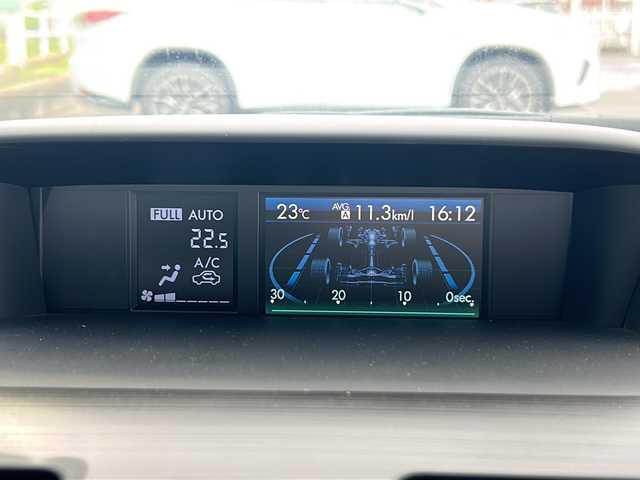 FULL AUTO
22.5
A/C
23℃ AVG. A 11.3km/l 16:12
30 20 10 0sec.